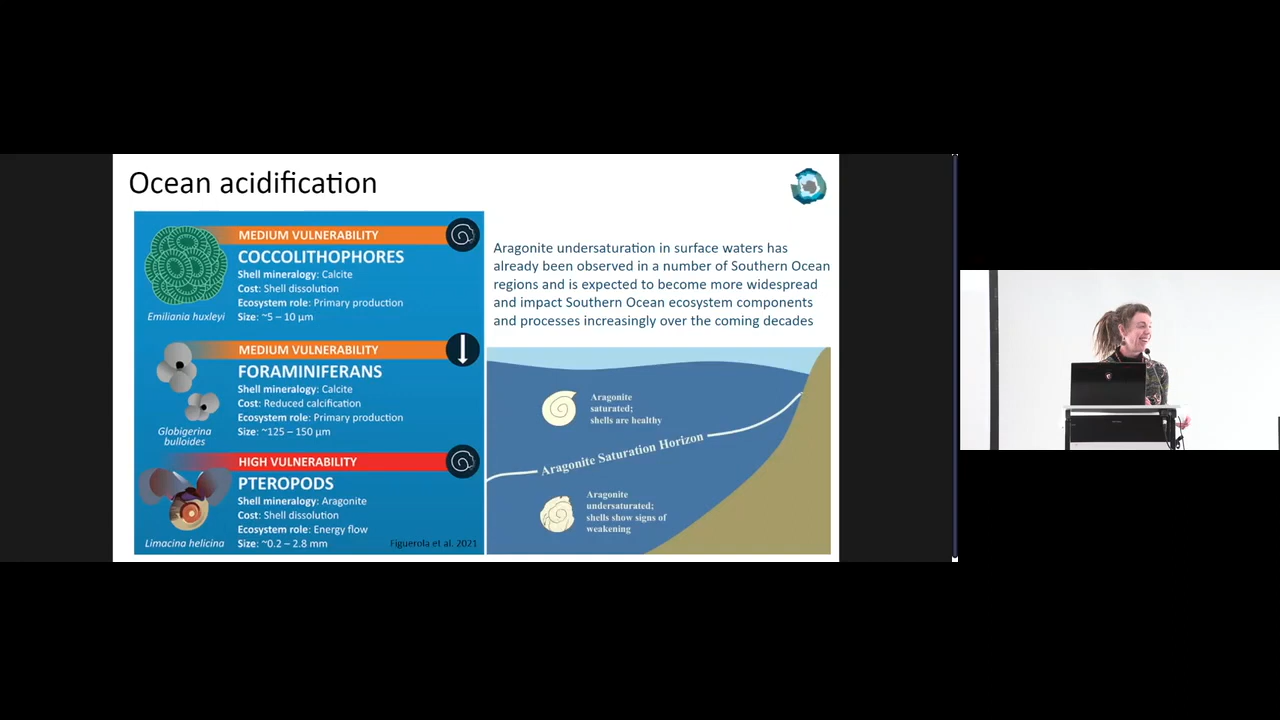 Ocean acidification
MEDIUM VULNERABILITY
COCCOLITHOPHORES
Shell mineralogy: Calcite
Cost: Shell dissolution
Ecosystem role: Primary production
Size: ~5 – 10 µm
Emiliania huxleyi
MEDIUM VULNERABILITY
FORAMINIFERANS
Shell mineralogy: Calcite
Cost: Reduced calcification
Ecosystem role: Primary production
Size: ~125 – 150 µm
Globigerina
bulloides
HIGH VULNERABILITY
PTEROPODS
Shell mineralogy: Aragonite
Cost: Shell dissolution
Ecosystem role: Energy flow
Size: ~0.2 – 2.8 mm
Limacina helicina
Figuerola et al. 2021
Aragonite undersaturation in surface waters has
already been observed in a number of Southern Ocean
regions and is expected to become more widespread
and impact Southern Ocean ecosystem components
and processes increasingly over the coming decades
Aragonite
saturated;
shells are healthy
Aragonite Saturation Horizon
Aragonite
undersaturated;
shells show signs of
weakening